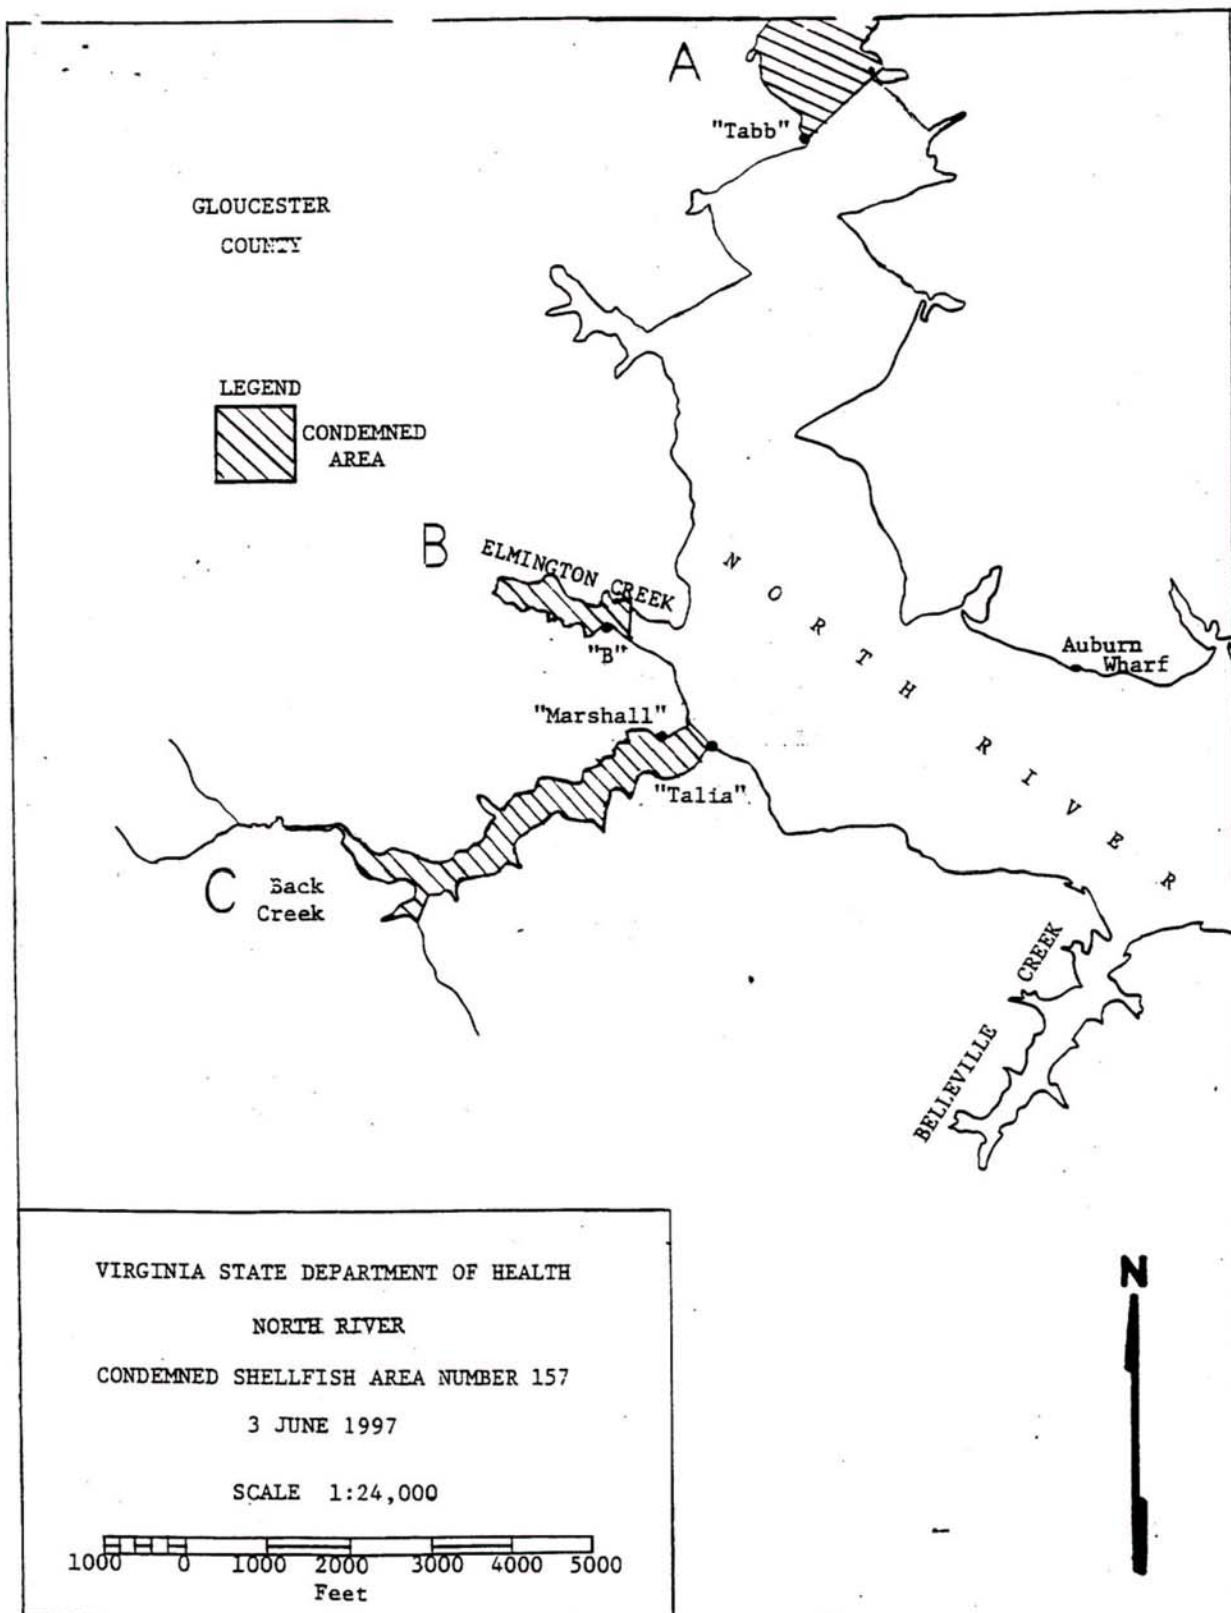 A
"Tabb"
GLOUCESTER
COUNTY
LEGEND
CONDEMNED
AREA
B
ELMINGTON CREEK
"B"
NORTH RIVER
Auburn
Wharf
"Marshall"
"Talia"
C
Back
Creek
BELLEVILLE CREEK
VIRGINIA STATE DEPARTMENT OF HEALTH
NORTH RIVER
CONDEMNED SHELLFISH AREA NUMBER 157
3 JUNE 1997
SCALE 1:24,000
1000 0 1000 2000 3000 4000 5000
Feet
N